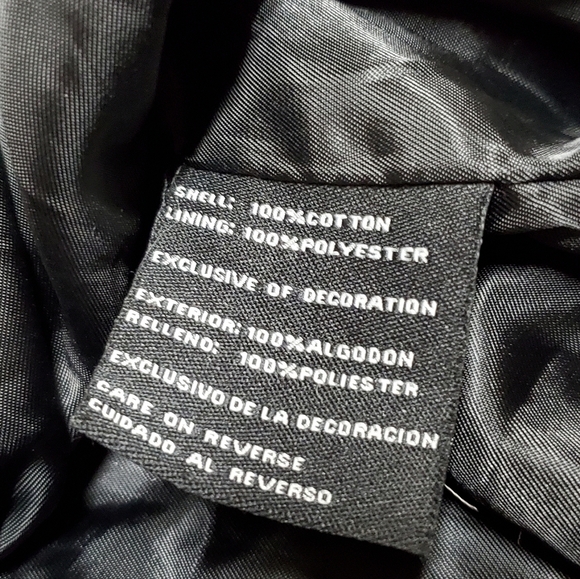 SHELL: 100%COTTON
LINING: 100%POLYESTER
EXCLUSIVE OF DECORATION
EXTERIOR: 100%ALGODON
RELLENO: 100%POLIESTER
EXCLUSIVO DE LA DECORACION
CARE ON REVERSE
CUIDADO AL REVERSO